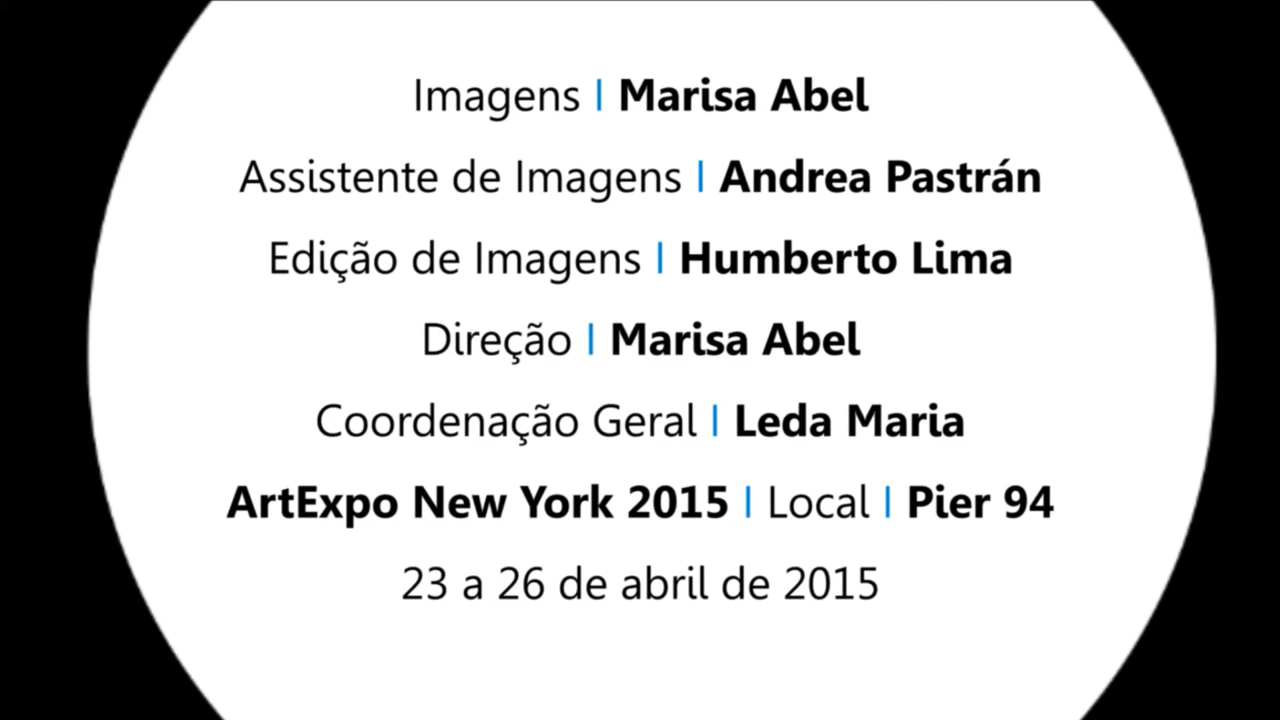 Imagens | Marisa Abel
Assistente de Imagens | Andrea Pastrán
Edição de Imagens | Humberto Lima
Direção | Marisa Abel
Coordenação Geral | Leda Maria
ArtExpo New York 2015 | Local | Pier 94
23 a 26 de abril de 2015